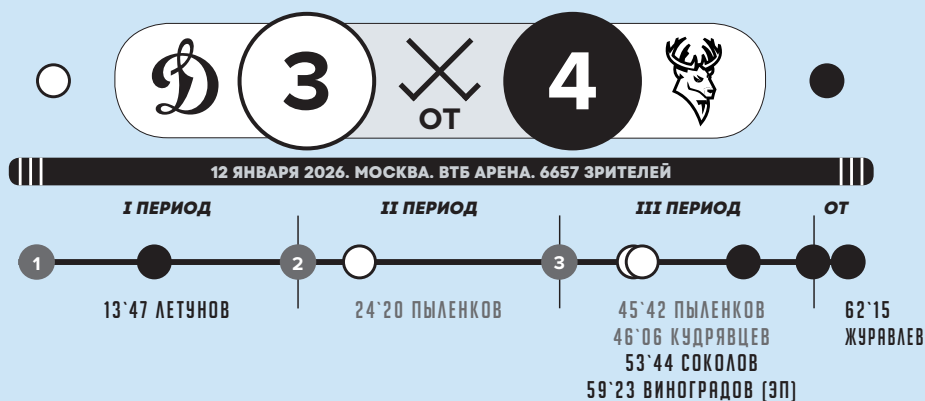 3
ОТ
4
12 ЯНВАРЯ 2026. МОСКВА. ВТБ АРЕНА. 6657 ЗРИТЕЛЕЙ
I ПЕРИОД
II ПЕРИОД
III ПЕРИОД
ОТ
1
2
3
13`47 ЛЕТУНОВ
24`20 ПЫЛЕНКОВ
45`42 ПЫЛЕНКОВ
46`06 КУДРЯВЦЕВ
53`44 СОКОЛОВ
59`23 ВИНОГРАДОВ (ЭП)
62`15
ЖУРАВЛЕВ